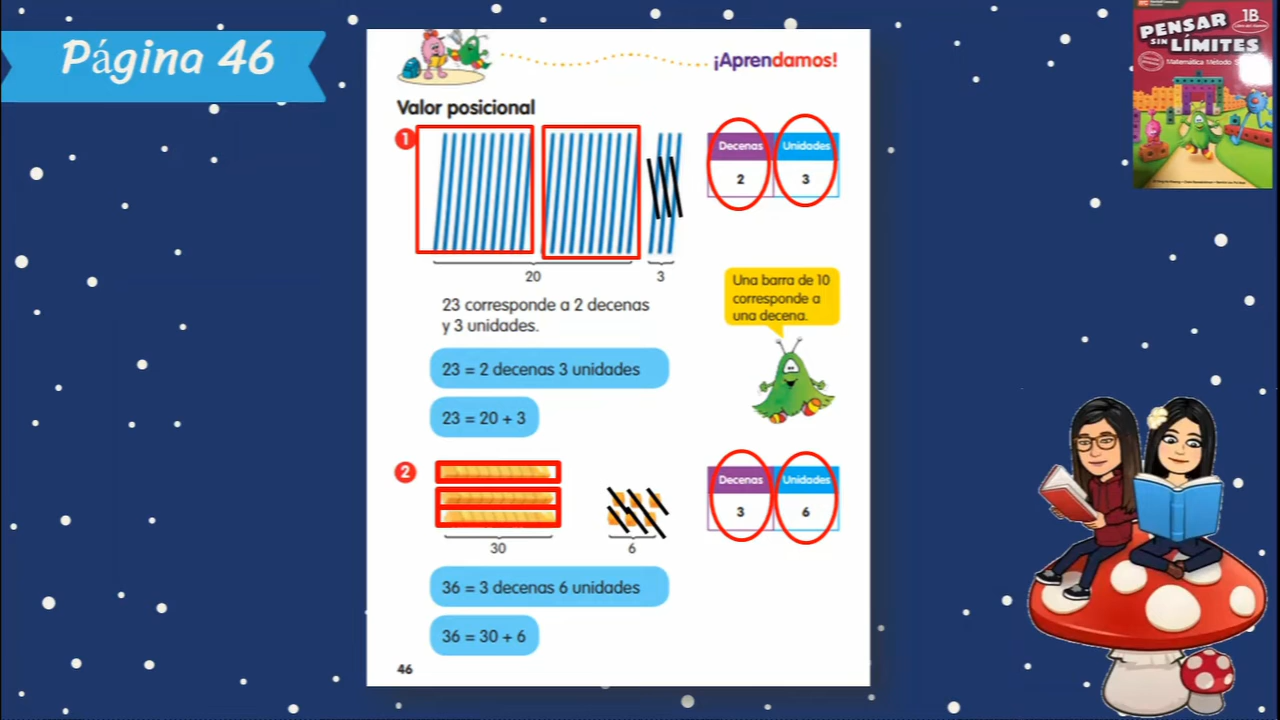 Página 46
PENSAR
SIN LÍMITES
1B
¡Aprendamos!
Valor posicional
1
Decenas Unidades
2 3
20 3
23 corresponde a 2 decenas
y 3 unidades.
Una barra de 10
corresponde a
una decena.
23 = 2 decenas 3 unidades
23 = 20 + 3
2
Decenas Unidades
3 6
30 6
36 = 3 decenas 6 unidades
36 = 30 + 6
46